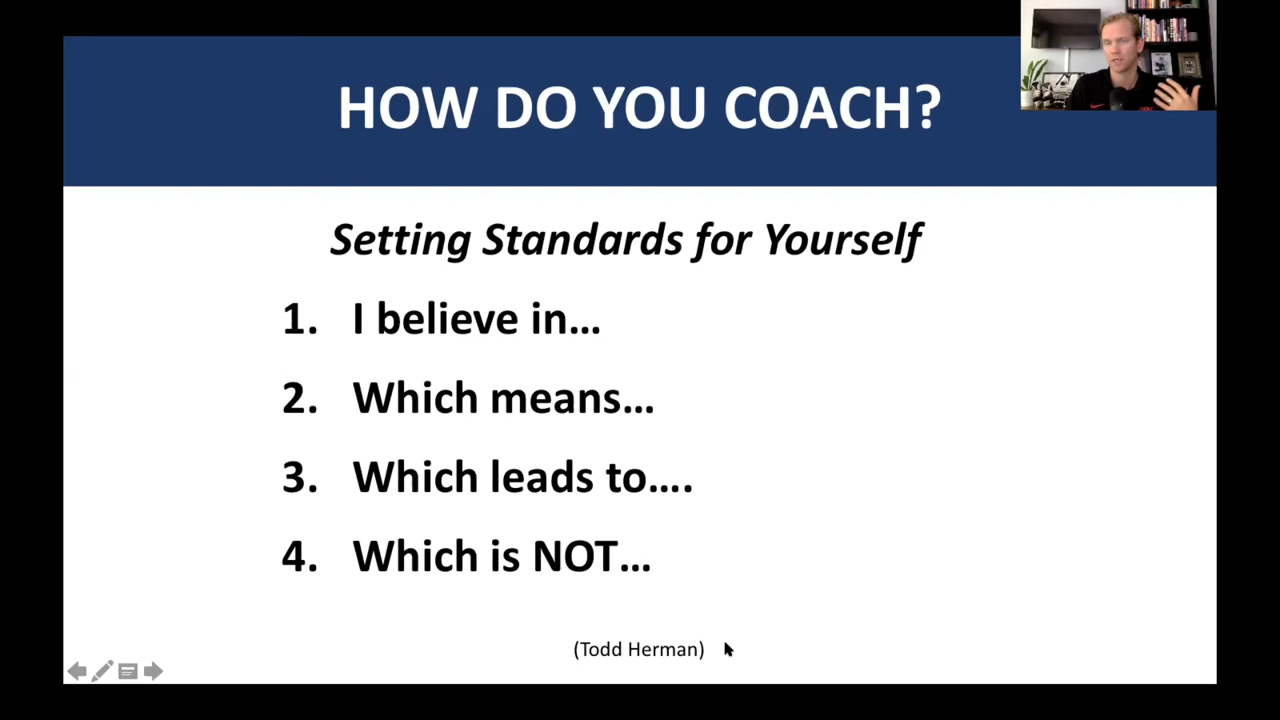 HOW DO YOU COACH?
Setting Standards for Yourself
1. I believe in...
2. Which means...
3. Which leads to....
4. Which is NOT...
(Todd Herman)